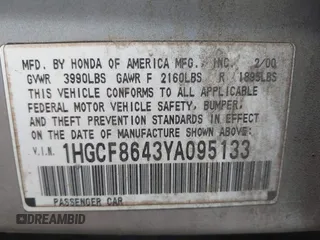 MFD. BY HONDA OF AMERICA MFG., INC. 2/00
GVWR 3990LBS GAWR F 2160LBS R 1895LBS
THIS VEHICLE CONFORMS TO ALL APPLICABLE
FEDERAL MOTOR VEHICLE SAFETY, BUMPER,
AND THEFT PREVENTION STANDARDS IN EFFECT
ON THE DATE OF MANUFACTURE SHOWN ABOVE.
V.I.N. 1HGCF8643YA095133
PASSENGER CAR
DREAMBID